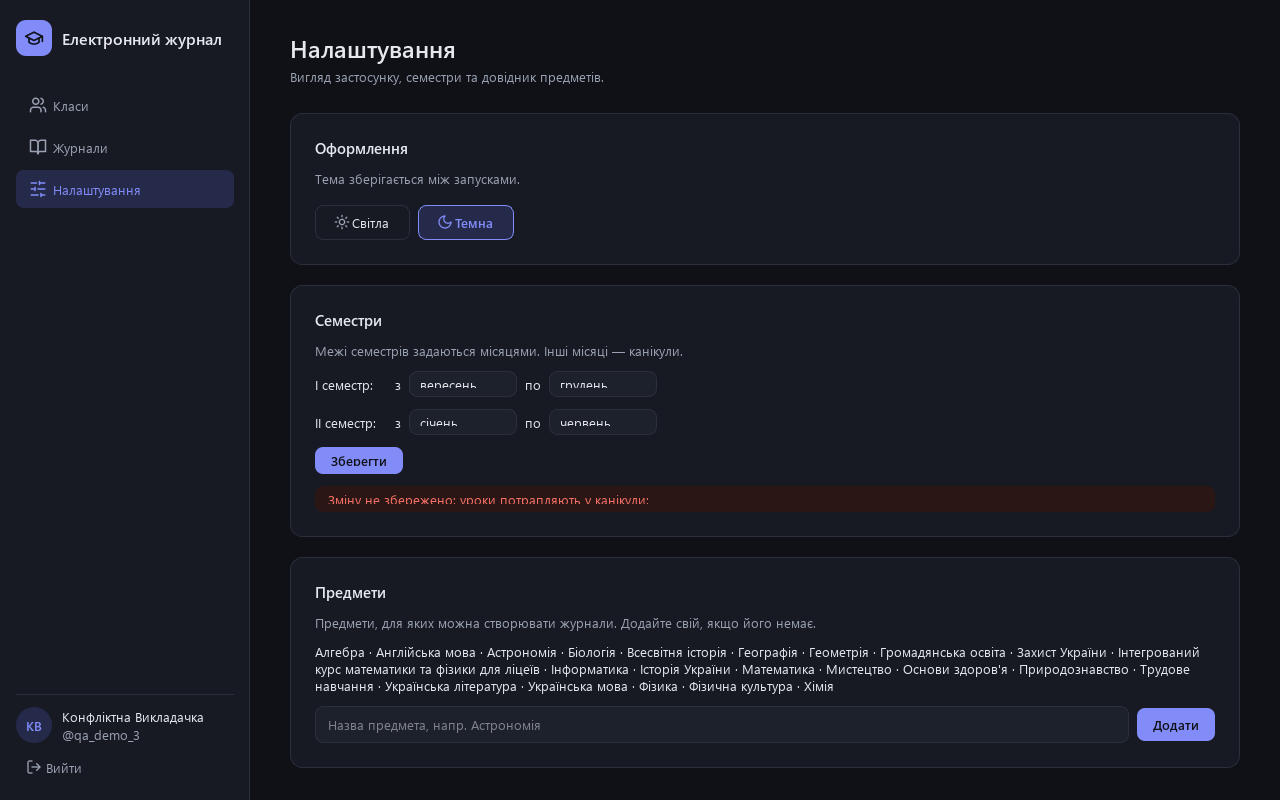 Електронний журнал
Класи
Журнали
Налаштування
Конфліктна Викладачка
КВ
@qa_demo_3
Вийти
Налаштування
Вигляд застосунку, семестри та довідник предметів.
Оформлення
Тема зберігається між запусками.
Світла
Темна
Семестри
Межі семестрів задаються місяцями. Інші місяці — канікули.
І семестр: з вересень по грудень
ІІ семестр: з січень по червень
Зберегти
Зміну не збережено: уроки потрапляють у канікули:
Предмети
Предмети, для яких можна створювати журнали. Додайте свій, якщо його немає.
Алгебра · Англійська мова · Астрономія · Біологія · Всесвітня історія · Географія · Геометрія · Громадянська освіта · Захист України · Інтегрований
курс математики та фізики для ліцеїв · Інформатика · Історія України · Математика · Мистецтво · Основи здоров'я · Природознавство · Трудове
навчання · Українська література · Українська мова · Фізика · Фізична культура · Хімія
Назва предмета, напр. Астрономія
Додати